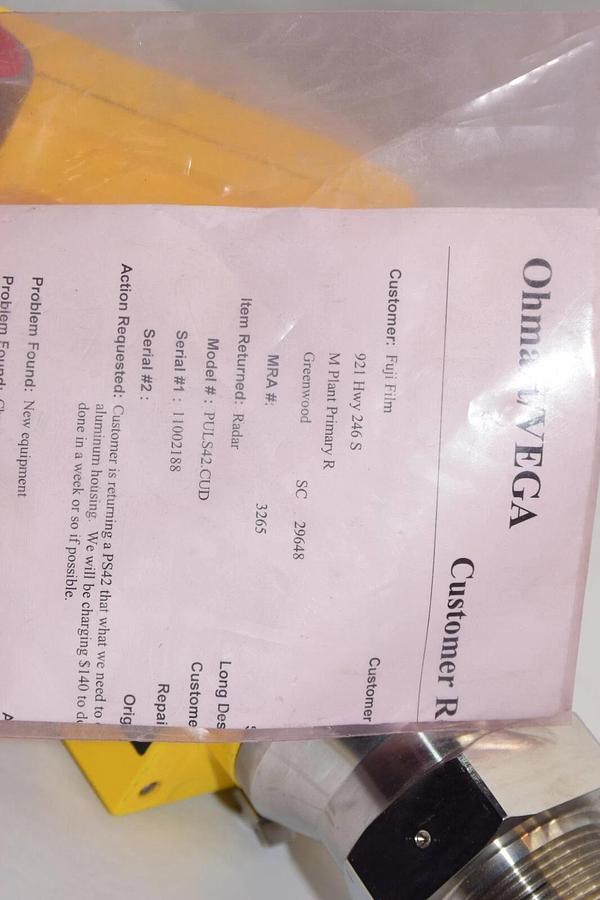 Ohmart/VEGA
Customer R
Customer: Fuji Film
Customer
921 Hwy 246 S
M Plant Primary R
Greenwood SC 29648
MRA #: 3265
Item Returned: Radar
Long Des
Model # : PULS42.CUD
Custome
Serial #1 : 11002188
Repai
Serial #2 :
Orig
Action Requested: Customer is returning a PS42 that what we need to
aluminum housing. We will be charging $140 to d
done in a week or so if possible.
Problem Found: New equipment
Problem Found: